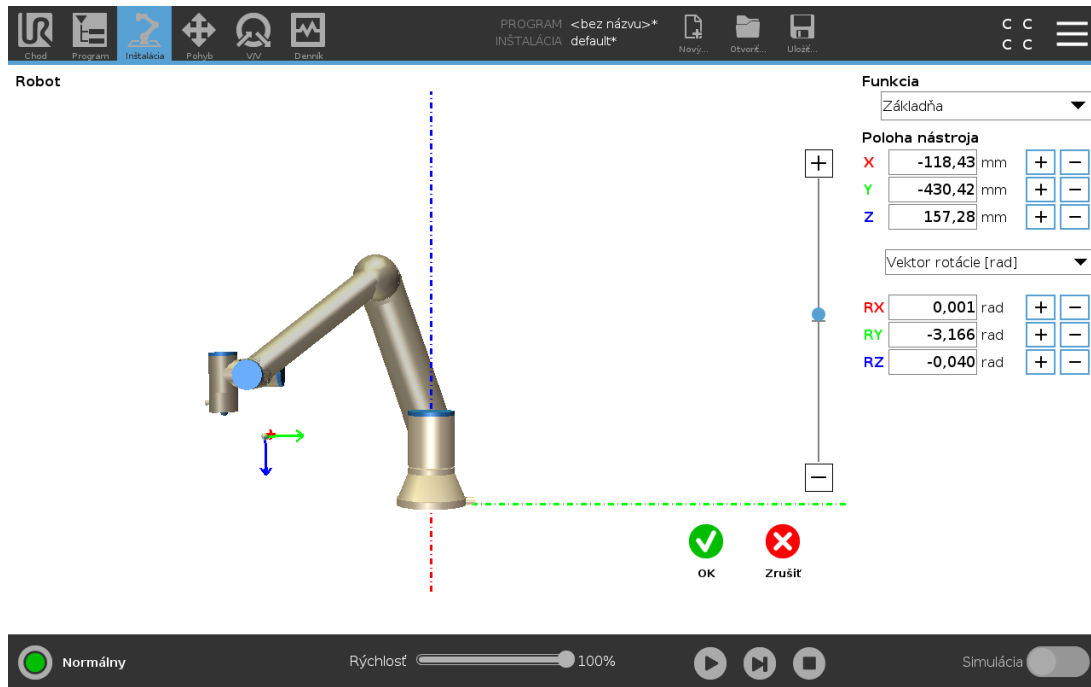 PROGRAM <bez názvu>*
INŠTALÁCIA default*
Chod
Program
Inštalácia
Pohyb
V/V
Dennik
Nový...
Otvoriť...
Uložiť...
C C
C C
Robot
Funkcia
Základňa
Poloha nástroja
X -118,43 mm + −
Y -430,42 mm + −
Z 157,28 mm + −
Vektor rotácie [rad]
RX 0,001 rad + −
RY -3,166 rad + −
RZ -0,040 rad + −
+
−
OK
Zrušiť
Normálny
Rýchlosť
100%
Simulácia